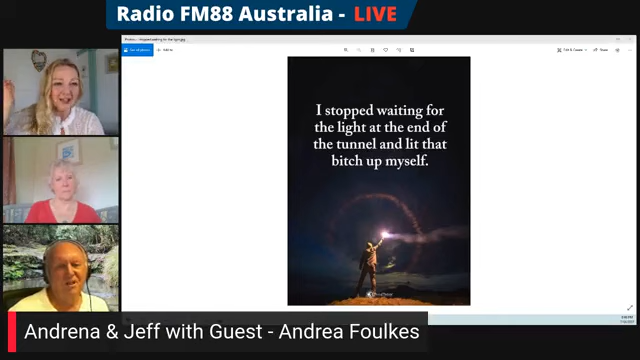 Radio FM88 Australia - LIVE
I stopped waiting for
the light at the end of
the tunnel and lit that
bitch up myself.
Andrena & Jeff with Guest - Andrea Foulkes